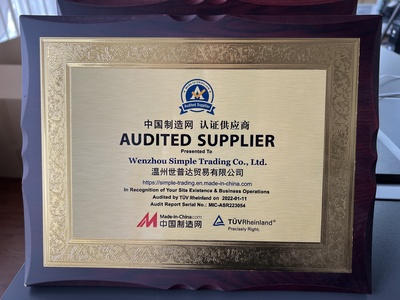 Audited Supplier
中国制造网 认证供应商
AUDITED SUPPLIER
Presented To
Wenzhou Simple Trading Co., Ltd.
温州世普达贸易有限公司
https://simple-trading.en.made-in-china.com
In Recognition of Your Site Existence & Business Operations
Audited by TÜV Rheinland on 2022-01-11
Audit Report Serial No.: MIC-ASR223054
Made-in-China.com
中国制造网
TÜVRheinland®
Precisely Right.